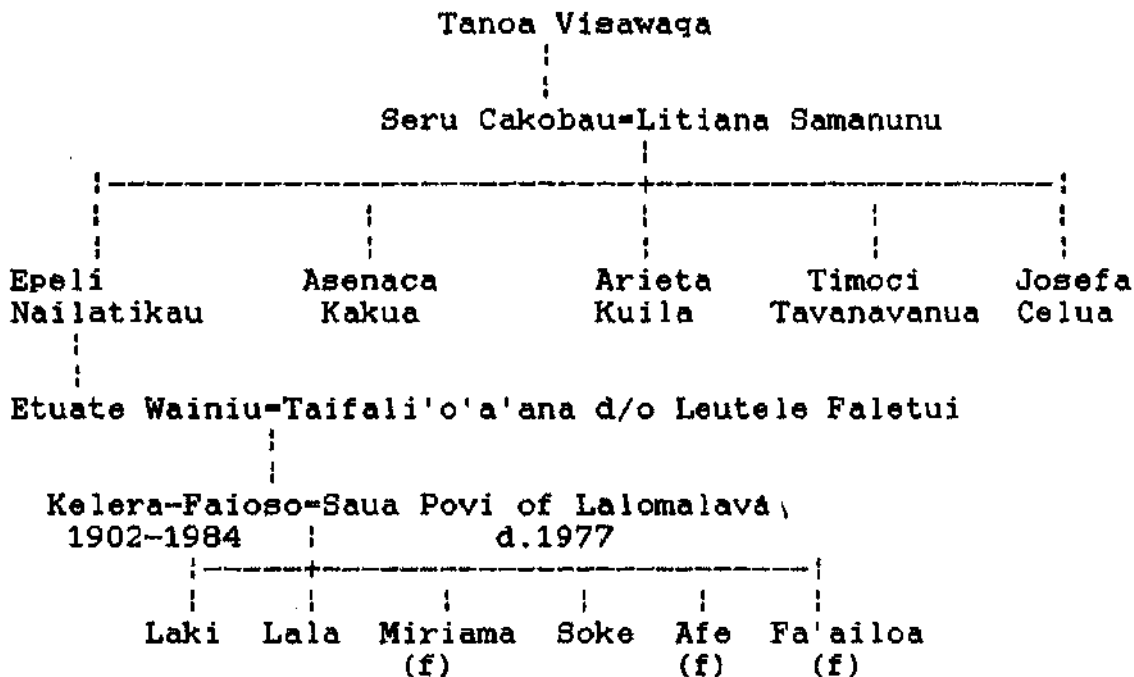 Tanoa Visawaqa
Seru Cakobau=Litiana Samanunu
Epeli Asenaca Arieta Timoci Josefa
Nailatikau Kakua Kuila Tavanavanua Celua
Etuate Wainiu=Taifali'o'a'ana d/o Leutele Faletui
Kelera-Faioso=Saua Povi of Lalomalava
1902-1984 d.1977
Laki Lala Miriama Soke Afe Fa'ailoa
(f) (f) (f)